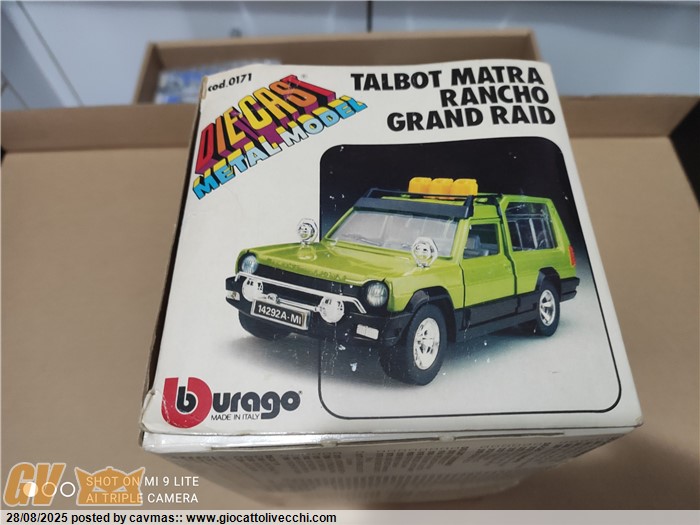 cod.0171
DIE CAST
METAL MODEL
TALBOT MATRA
RANCHO
GRAND RAID
14292A-MI
burago
MADE IN ITALY
GV
SHOT ON MI 9 LITE
AI TRIPLE CAMERA
28/08/2025 posted by cavmas:: www.giocattolivecchi.com